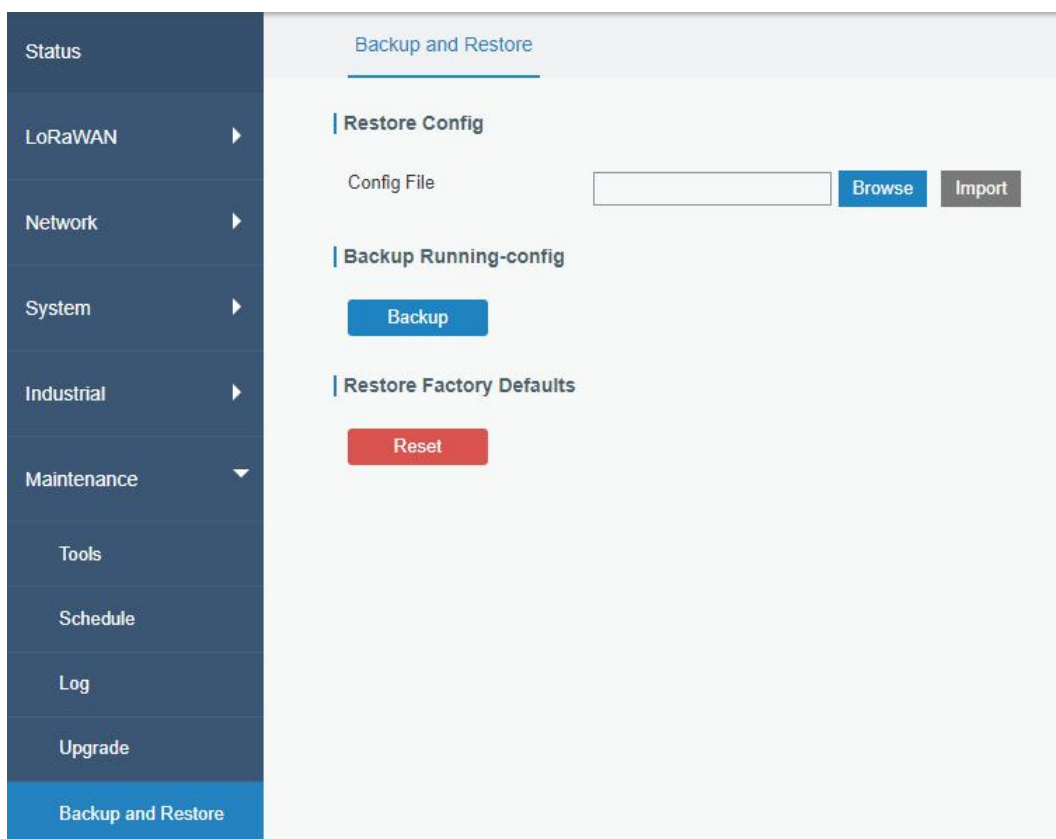 Status
LoRaWAN
Network
System
Industrial
Maintenance
Tools
Schedule
Log
Upgrade
Backup and Restore
Backup and Restore
Restore Config
Config File
Browse
Import
Backup Running-config
Backup
Restore Factory Defaults
Reset